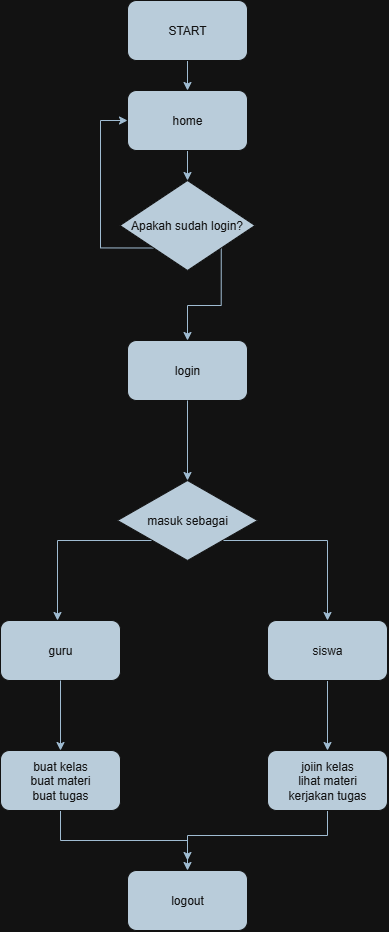 START
home
Apakah sudah login?
login
masuk sebagai
guru
siswa
buat kelas
buat materi
buat tugas
joiin kelas
lihat materi
kerjakan tugas
logout